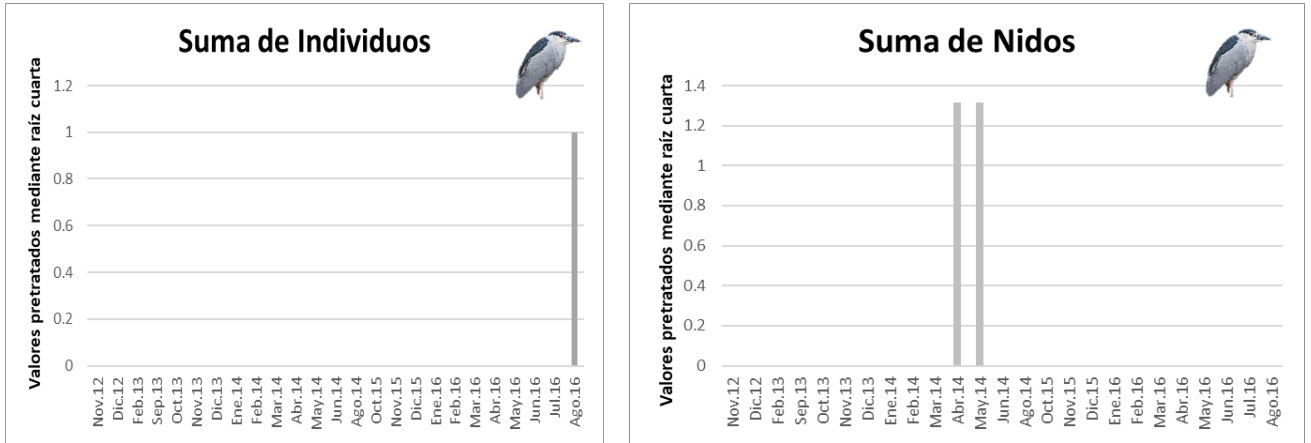 Suma de Individuos
Valores pretratados mediante raíz cuarta
1.2
1
0.8
0.6
0.4
0.2
0
Nov.12
Dic.12
Feb.13
Sep.13
Oct.13
Nov.13
Dic.13
Ene.14
Feb.14
Mar.14
Abr.14
May.14
Jun.14
Ago.14
Oct.15
Nov.15
Dic.15
Ene.16
Feb.16
Mar.16
Abr.16
May.16
Jun.16
Jul.16
Ago.16
Suma de Nidos
Valores pretratados mediante raíz cuarta
1.4
1.2
1
0.8
0.6
0.4
0.2
0
Nov.12
Dic.12
Feb.13
Sep.13
Oct.13
Nov.13
Dic.13
Ene.14
Feb.14
Mar.14
Abr.14
May.14
Jun.14
Ago.14
Oct.15
Nov.15
Dic.15
Ene.16
Feb.16
Mar.16
Abr.16
May.16
Jun.16
Jul.16
Ago.16